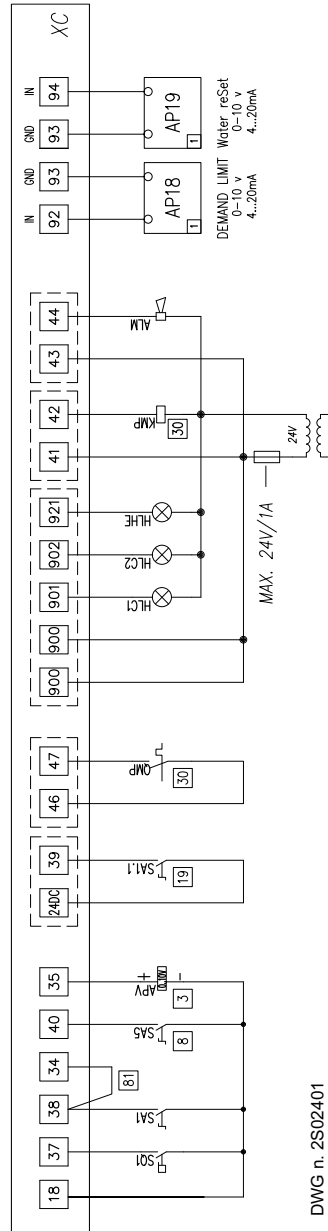 XC
IN
94
GND
93
GND
93
IN
92
AP19
1
Water reSet
0-10 v
4...20mA
AP18
1
DEMAND LIMIT
0-10 v
4...20mA
44
43
42
41
921
902
901
900
900
ALM
KMP
30
HLHE
HLC2
HLC1
24V
MAX. 24V/1A
47
46
39
24DC
QMP
30
SA1.1
19
35
40
34
38
37
18
APV
0_10V
+
-
3
SA5
8
81
SA1
SQ1
DWG n. 2S02401